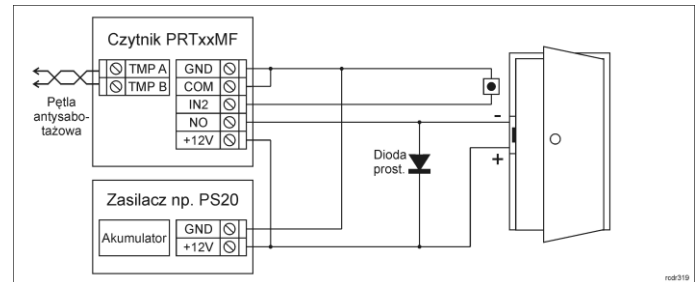 Czytnik PRTxxMF
TMP A
TMP B
GND
COM
IN2
NO
+12V
Pętla
antysabo-
tażowa
-
+
Dioda
prost.
Zasilacz np. PS20
Akumulator
GND
+12V
rcdr319